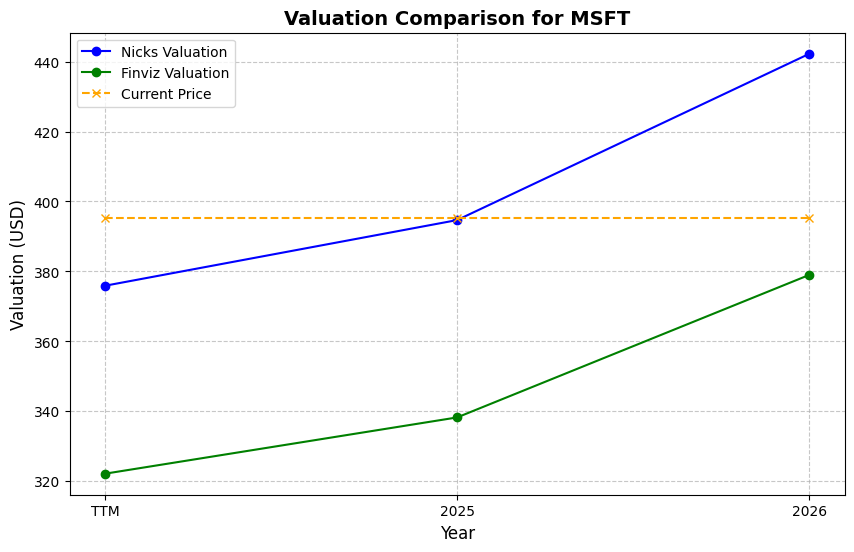 Valuation Comparison for MSFT
Nicks Valuation
Finviz Valuation
Current Price
Valuation (USD)
440
420
400
380
360
340
320
TTM
2025
2026
Year